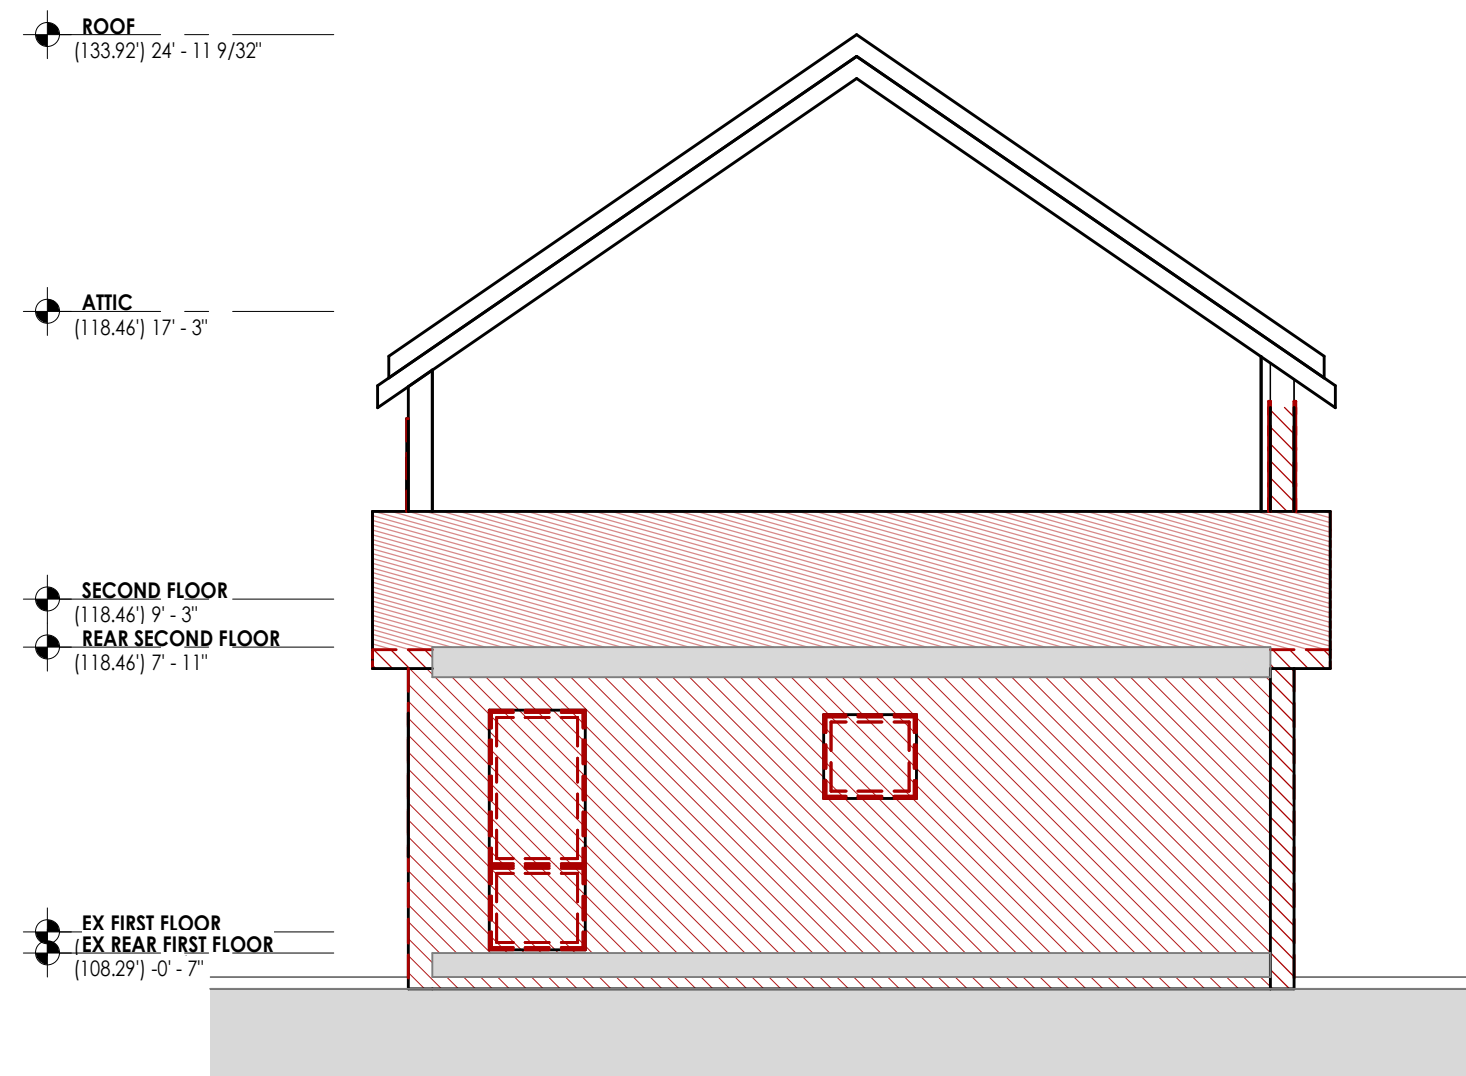 ROOF
(133.92') 24' - 11 9/32"
ATTIC
(118.46') 17' - 3"
SECOND FLOOR
(118.46') 9' - 3"
REAR SECOND FLOOR
(118.46') 7' - 11"
EX FIRST FLOOR
EX REAR FIRST FLOOR
(108.29') -0' - 7"